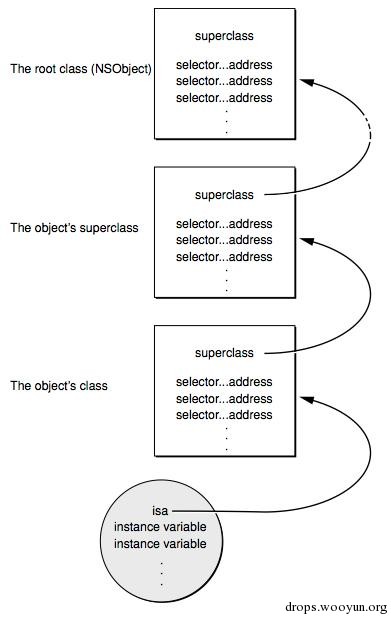 superclass
The root class (NSObject)
selector...address
selector...address
selector...address
.
.
.
superclass
The object's superclass
selector...address
selector...address
selector...address
.
.
.
superclass
The object's class
selector...address
selector...address
selector...address
.
.
.
isa
instance variable
instance variable
.
.
.
drops.wooyun.org